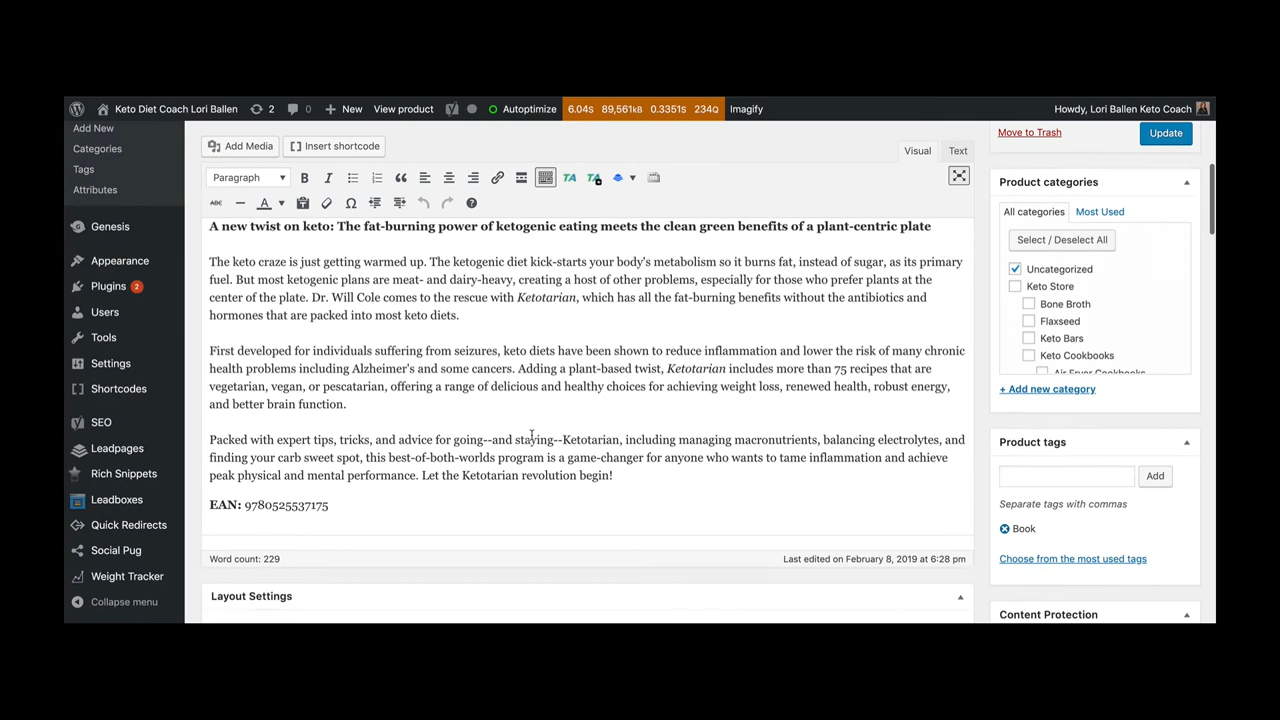 Keto Diet Coach Lori Ballen 2 0 New View product Autoptimize 6.04s 89,561kB 0.3351s 234Q Imagify Howdy, Lori Ballen Keto Coach
Add New
Categories
Tags
Attributes
Genesis
Appearance
Plugins 2
Users
Tools
Settings
Shortcodes
SEO
Leadpages
Rich Snippets
Leadboxes
Quick Redirects
Social Pug
Weight Tracker
Collapse menu
Add Media Insert shortcode
Visual Text
Paragraph B I TA TA
ABC A Ω
A new twist on keto: The fat-burning power of ketogenic eating meets the clean green benefits of a plant-centric plate
The keto craze is just getting warmed up. The ketogenic diet kick-starts your body's metabolism so it burns fat, instead of sugar, as its primary
fuel. But most ketogenic plans are meat- and dairy-heavy, creating a host of other problems, especially for those who prefer plants at the
center of the plate. Dr. Will Cole comes to the rescue with Ketotarian, which has all the fat-burning benefits without the antibiotics and
hormones that are packed into most keto diets.
First developed for individuals suffering from seizures, keto diets have been shown to reduce inflammation and lower the risk of many chronic
health problems including Alzheimer's and some cancers. Adding a plant-based twist, Ketotarian includes more than 75 recipes that are
vegetarian, vegan, or pescatarian, offering a range of delicious and healthy choices for achieving weight loss, renewed health, robust energy,
and better brain function.
Packed with expert tips, tricks, and advice for going--and staying--Ketotarian, including managing macronutrients, balancing electrolytes, and
finding your carb sweet spot, this best-of-both-worlds program is a game-changer for anyone who wants to tame inflammation and achieve
peak physical and mental performance. Let the Ketotarian revolution begin!
EAN: 9780525537175
Word count: 229 Last edited on February 8, 2019 at 6:28 pm
Layout Settings
Move to Trash Update
Product categories
All categories Most Used
Select / Deselect All
Uncategorized
Keto Store
Bone Broth
Flaxseed
Keto Bars
Keto Cookbooks
Air Fryer Cookbooks
+ Add new category
Product tags
Add
Separate tags with commas
Book
Choose from the most used tags
Content Protection